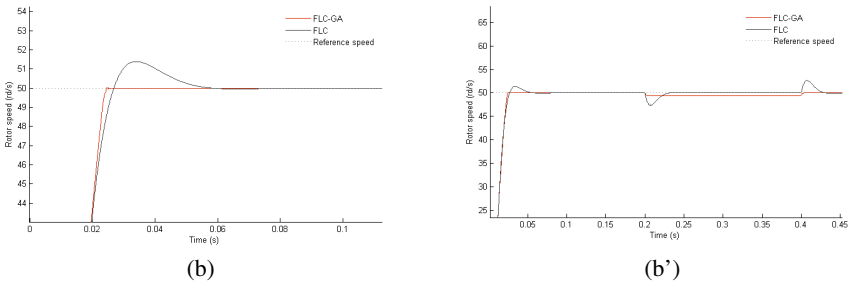 54
53
52
51
50
49
48
47
46
45
44
Rotor speed (rd/s)
0
0.02
0.04
0.06
0.08
0.1
Time (s)
FLC-GA
FLC
Reference speed
(b)
65
60
55
50
45
40
35
30
25
Rotor speed (rd/s)
0.05
0.1
0.15
0.2
0.25
0.3
0.35
0.4
0.45
Time (s)
FLC-GA
FLC
Reference speed
(b')